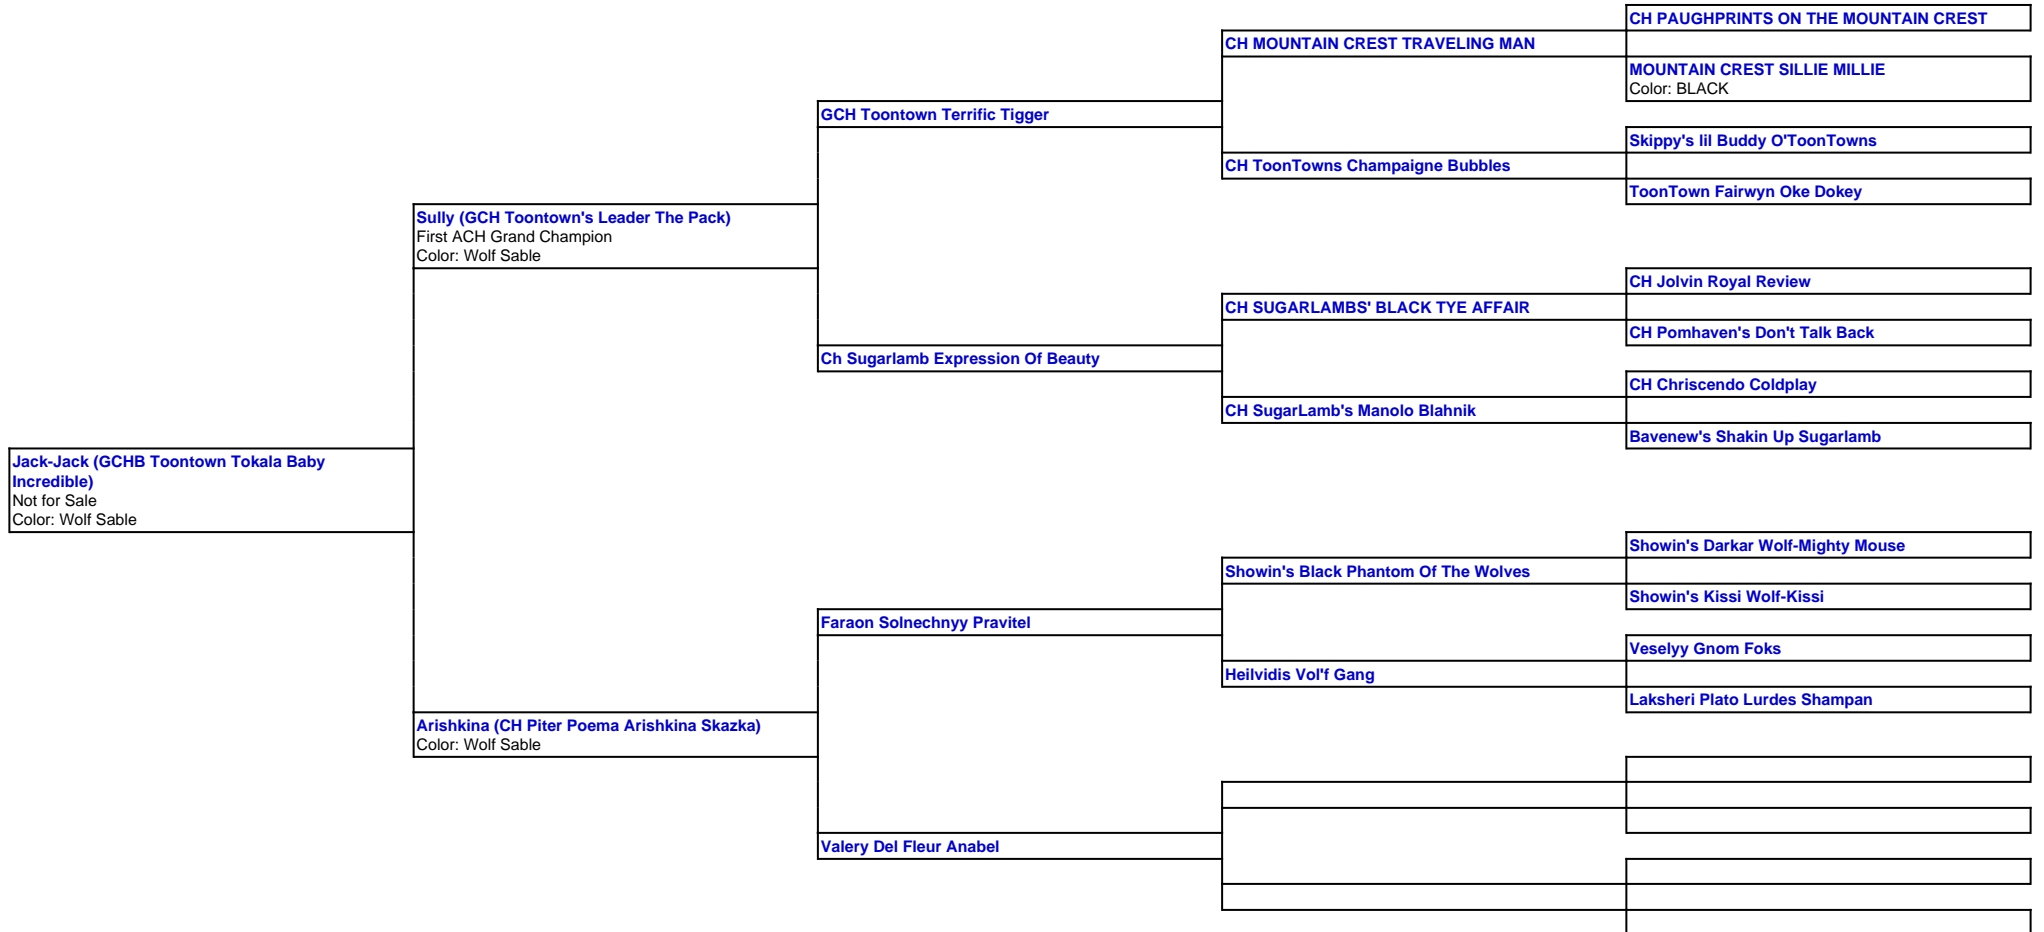 CH PAUGHPRINTS ON THE MOUNTAIN CREST
CH MOUNTAIN CREST TRAVELING MAN
MOUNTAIN CREST SILLIE MILLIE
Color: BLACK
GCH Toontown Terrific Tigger
Skippy's lil Buddy O'ToonTowns
CH ToonTowns Champaigne Bubbles
ToonTown Fairwyn Oke Dokey
Sully (GCH Toontown's Leader The Pack)
First ACH Grand Champion
Color: Wolf Sable
CH Jolvin Royal Review
CH SUGARLAMBS' BLACK TYE AFFAIR
CH Pomhaven's Don't Talk Back
Ch Sugarlamb Expression Of Beauty
CH Chriscendo Coldplay
CH SugarLamb's Manolo Blahnik
Bavenew's Shakin Up Sugarlamb
Jack-Jack (GCHB Toontown Tokala Baby
Incredible)
Not for Sale
Color: Wolf Sable
Showin's Darkar Wolf-Mighty Mouse
Showin's Black Phantom Of The Wolves
Showin's Kissi Wolf-Kissi
Faraon Solnechnyy Pravitel
Veselyy Gnom Foks
Heilvidis Vol'f Gang
Laksheri Plato Lurdes Shampan
Arishkina (CH Piter Poema Arishkina Skazka)
Color: Wolf Sable
Valery Del Fleur Anabel